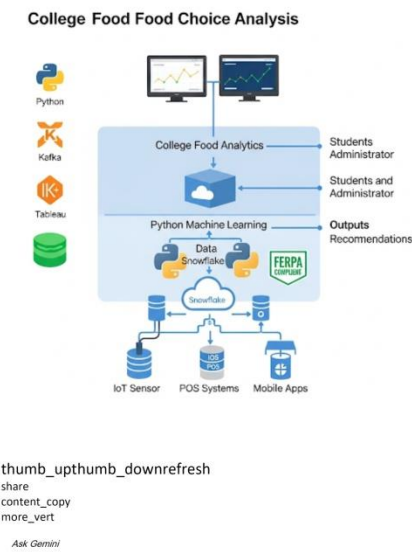 College Food Food Choice Analysis
Python
Kafka
Tableau
College Food Analytics
Students
Administrator
Students and
Administrator
Python Machine Learning
Outputs
Recomendations
Data
Snowflake
FERPA
COMPLIENT
Snowflake
IOS
POS
IoT Sensor
POS Systems
Mobile Apps
thumb_upthumb_downrefresh
share
content_copy
more_vert
Ask Gemini